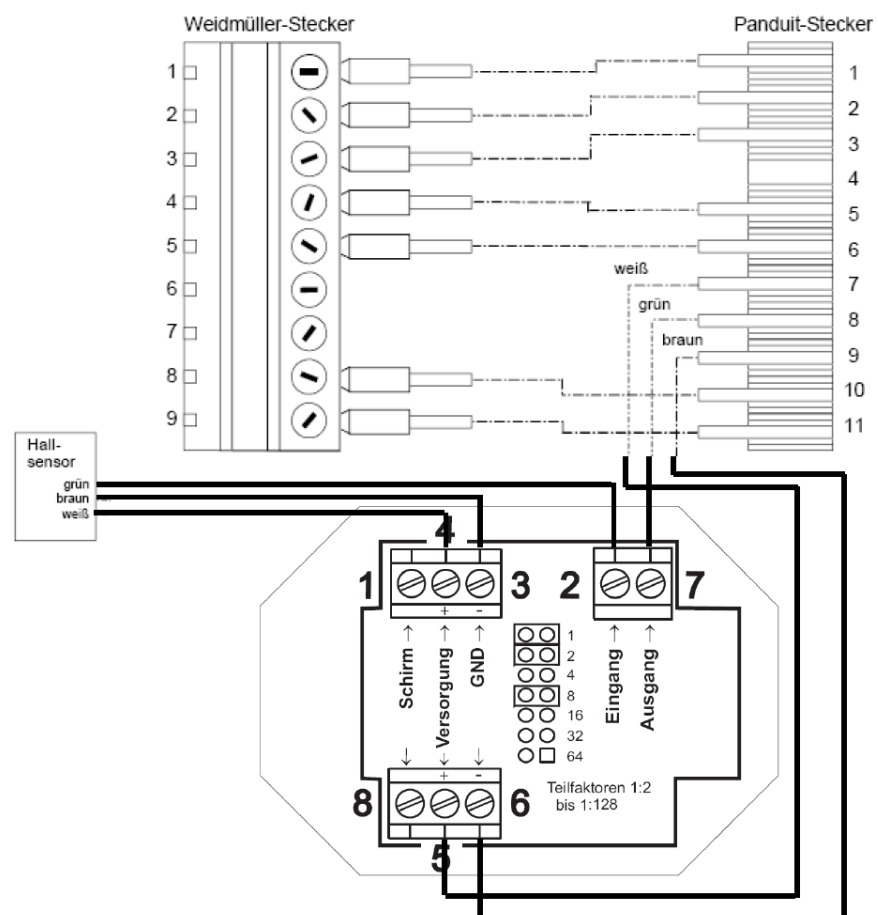 Weidmüller-Stecker
Panduit-Stecker
1
2
3
4
5
6
7
8
9
1
2
3
4
5
6
7
8
9
10
11
weiß
grün
braun
Hall-
sensor
grün
braun
weiß
4
1
3
2
7
+ -
Schirm
Versorgung
GND
Eingang
Ausgang
1
2
4
8
16
32
64
+ -
8
6
5
Teilfaktoren 1:2
bis 1:128